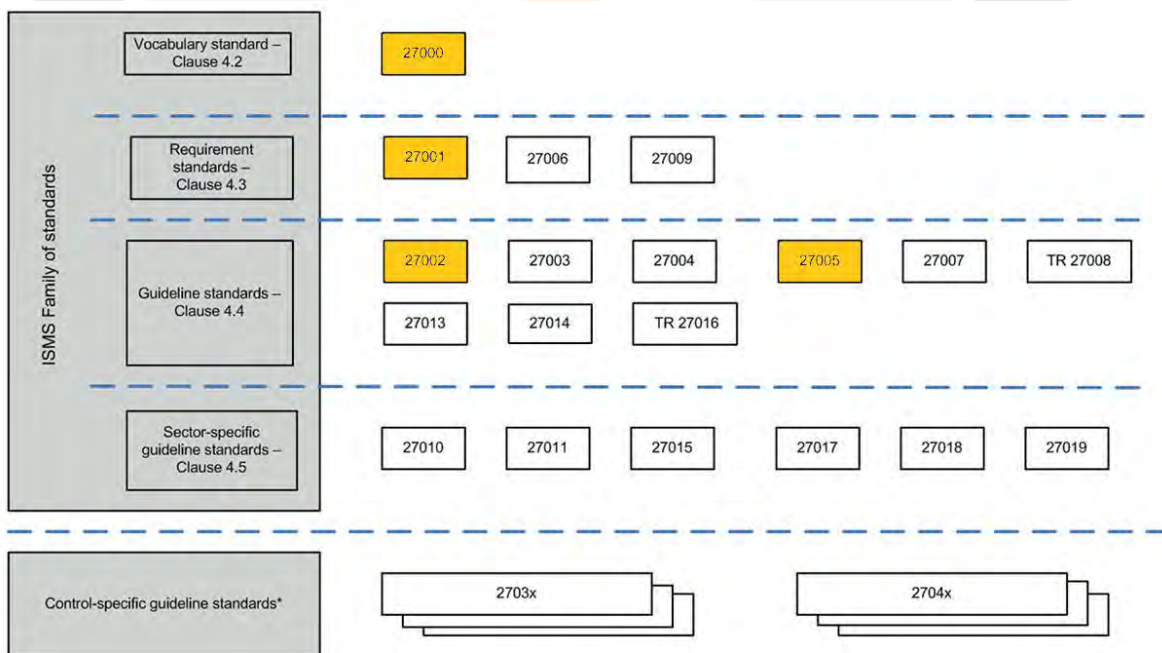 Vocabulary standard –
Clause 4.2
27000
Requirement
standards –
Clause 4.3
27001
27006
27009
ISMS Family of standards
Guideline standards –
Clause 4.4
27002
27003
27004
27005
27007
TR 27008
27013
27014
TR 27016
Sector-specific
guideline standards –
Clause 4.5
27010
27011
27015
27017
27018
27019
Control-specific guideline standards*
2703x
2704x